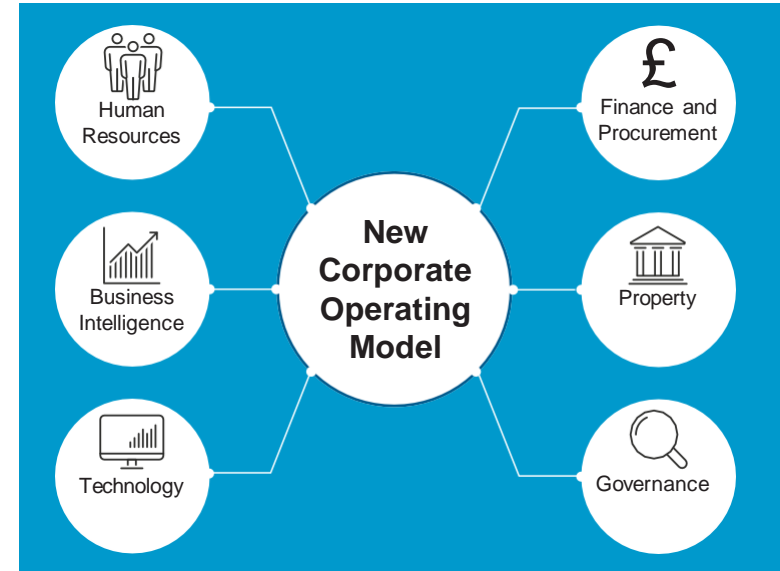 Human
Resources
£
Finance and
Procurement
New
Corporate
Operating
Model
Business
Intelligence
Property
Technology
Governance